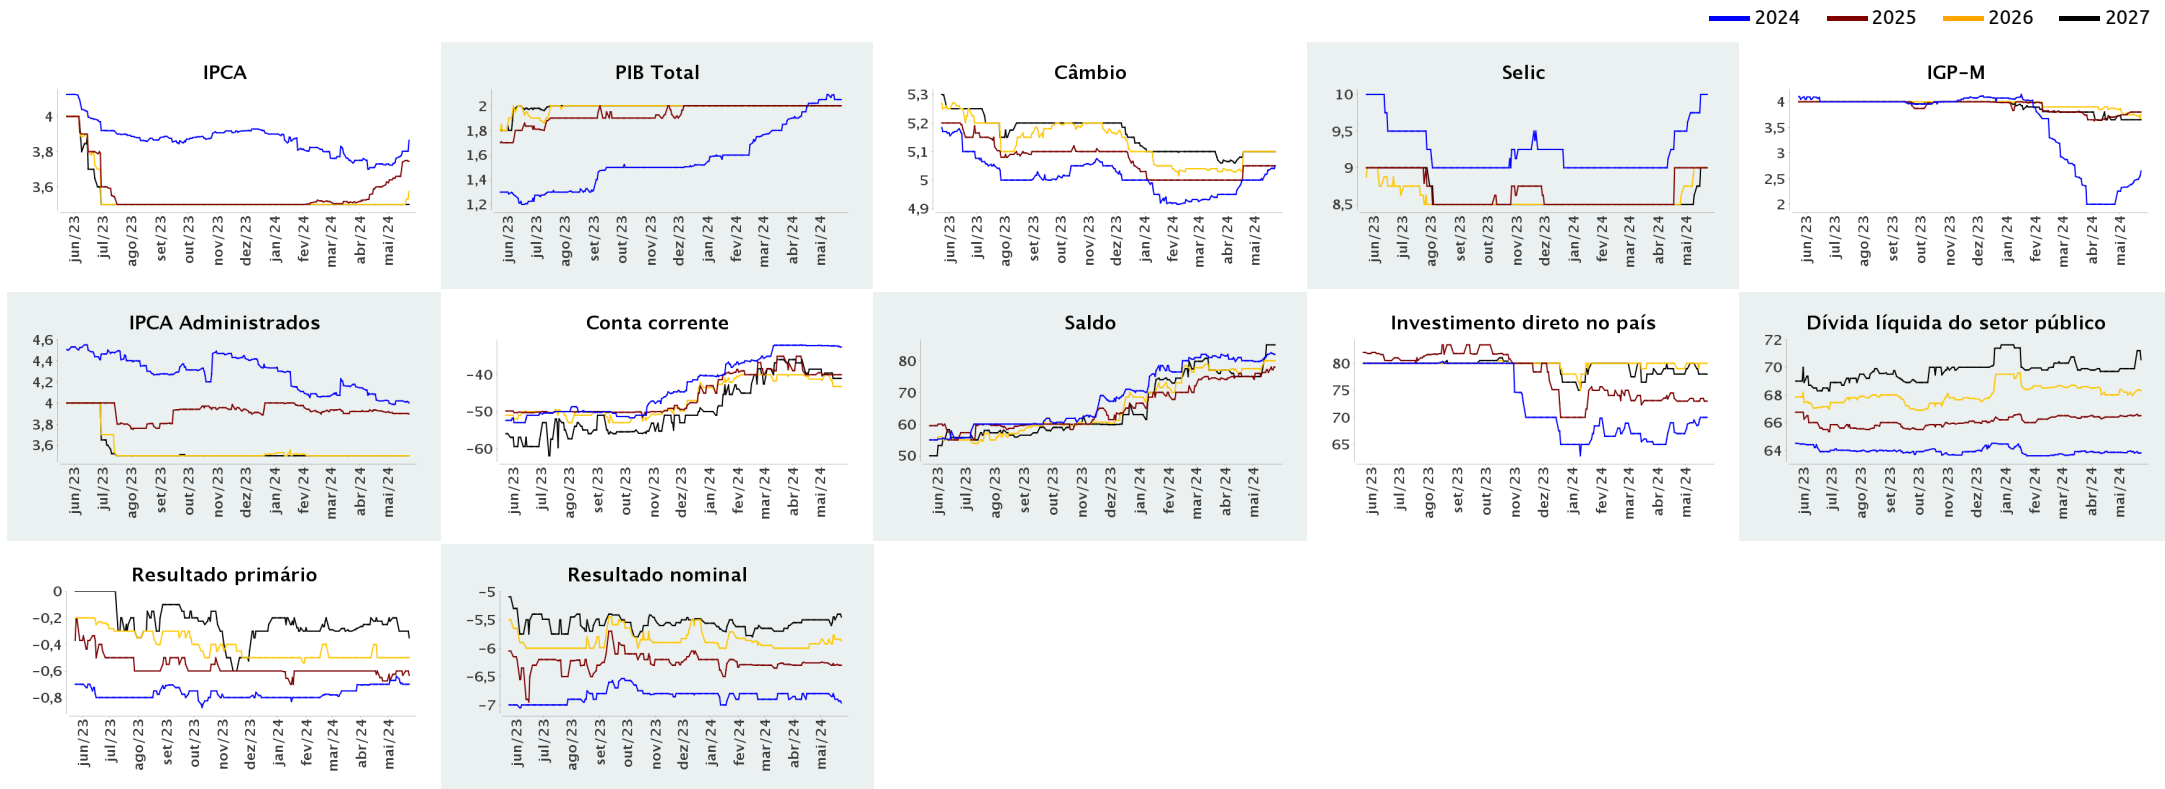 2024 2025 2026 2027
IPCA
4
3,8
3,6
jun/23 jul/23 ago/23 set/23 out/23 nov/23 dez/23 jan/24 fev/24 mar/24 abr/24 mai/24
PIB Total
2
1,8
1,6
1,4
1,2
jun/23 jul/23 ago/23 set/23 out/23 nov/23 dez/23 jan/24 fev/24 mar/24 abr/24 mai/24
Câmbio
5,3
5,2
5,1
5
4,9
jun/23 jul/23 ago/23 set/23 out/23 nov/23 dez/23 jan/24 fev/24 mar/24 abr/24 mai/24
Selic
10
9,5
9
8,5
jun/23 jul/23 ago/23 set/23 out/23 nov/23 dez/23 jan/24 fev/24 mar/24 abr/24 mai/24
IGP-M
4
3,5
3
2,5
2
jun/23 jul/23 ago/23 set/23 out/23 nov/23 dez/23 jan/24 fev/24 mar/24 abr/24 mai/24
IPCA Administrados
4,6
4,4
4,2
4
3,8
3,6
jun/23 jul/23 ago/23 set/23 out/23 nov/23 dez/23 jan/24 fev/24 mar/24 abr/24 mai/24
Conta corrente
-40
-50
-60
jun/23 jul/23 ago/23 set/23 out/23 nov/23 dez/23 jan/24 fev/24 mar/24 abr/24 mai/24
Saldo
80
70
60
50
jun/23 jul/23 ago/23 set/23 out/23 nov/23 dez/23 jan/24 fev/24 mar/24 abr/24 mai/24
Investimento direto no país
80
75
70
65
jun/23 jul/23 ago/23 set/23 out/23 nov/23 dez/23 jan/24 fev/24 mar/24 abr/24 mai/24
Dívida líquida do setor público
72
70
68
66
64
jun/23 jul/23 ago/23 set/23 out/23 nov/23 dez/23 jan/24 fev/24 mar/24 abr/24 mai/24
Resultado primário
0
-0,2
-0,4
-0,6
-0,8
jun/23 jul/23 ago/23 set/23 out/23 nov/23 dez/23 jan/24 fev/24 mar/24 abr/24 mai/24
Resultado nominal
-5
-5,5
-6
-6,5
-7
jun/23 jul/23 ago/23 set/23 out/23 nov/23 dez/23 jan/24 fev/24 mar/24 abr/24 mai/24